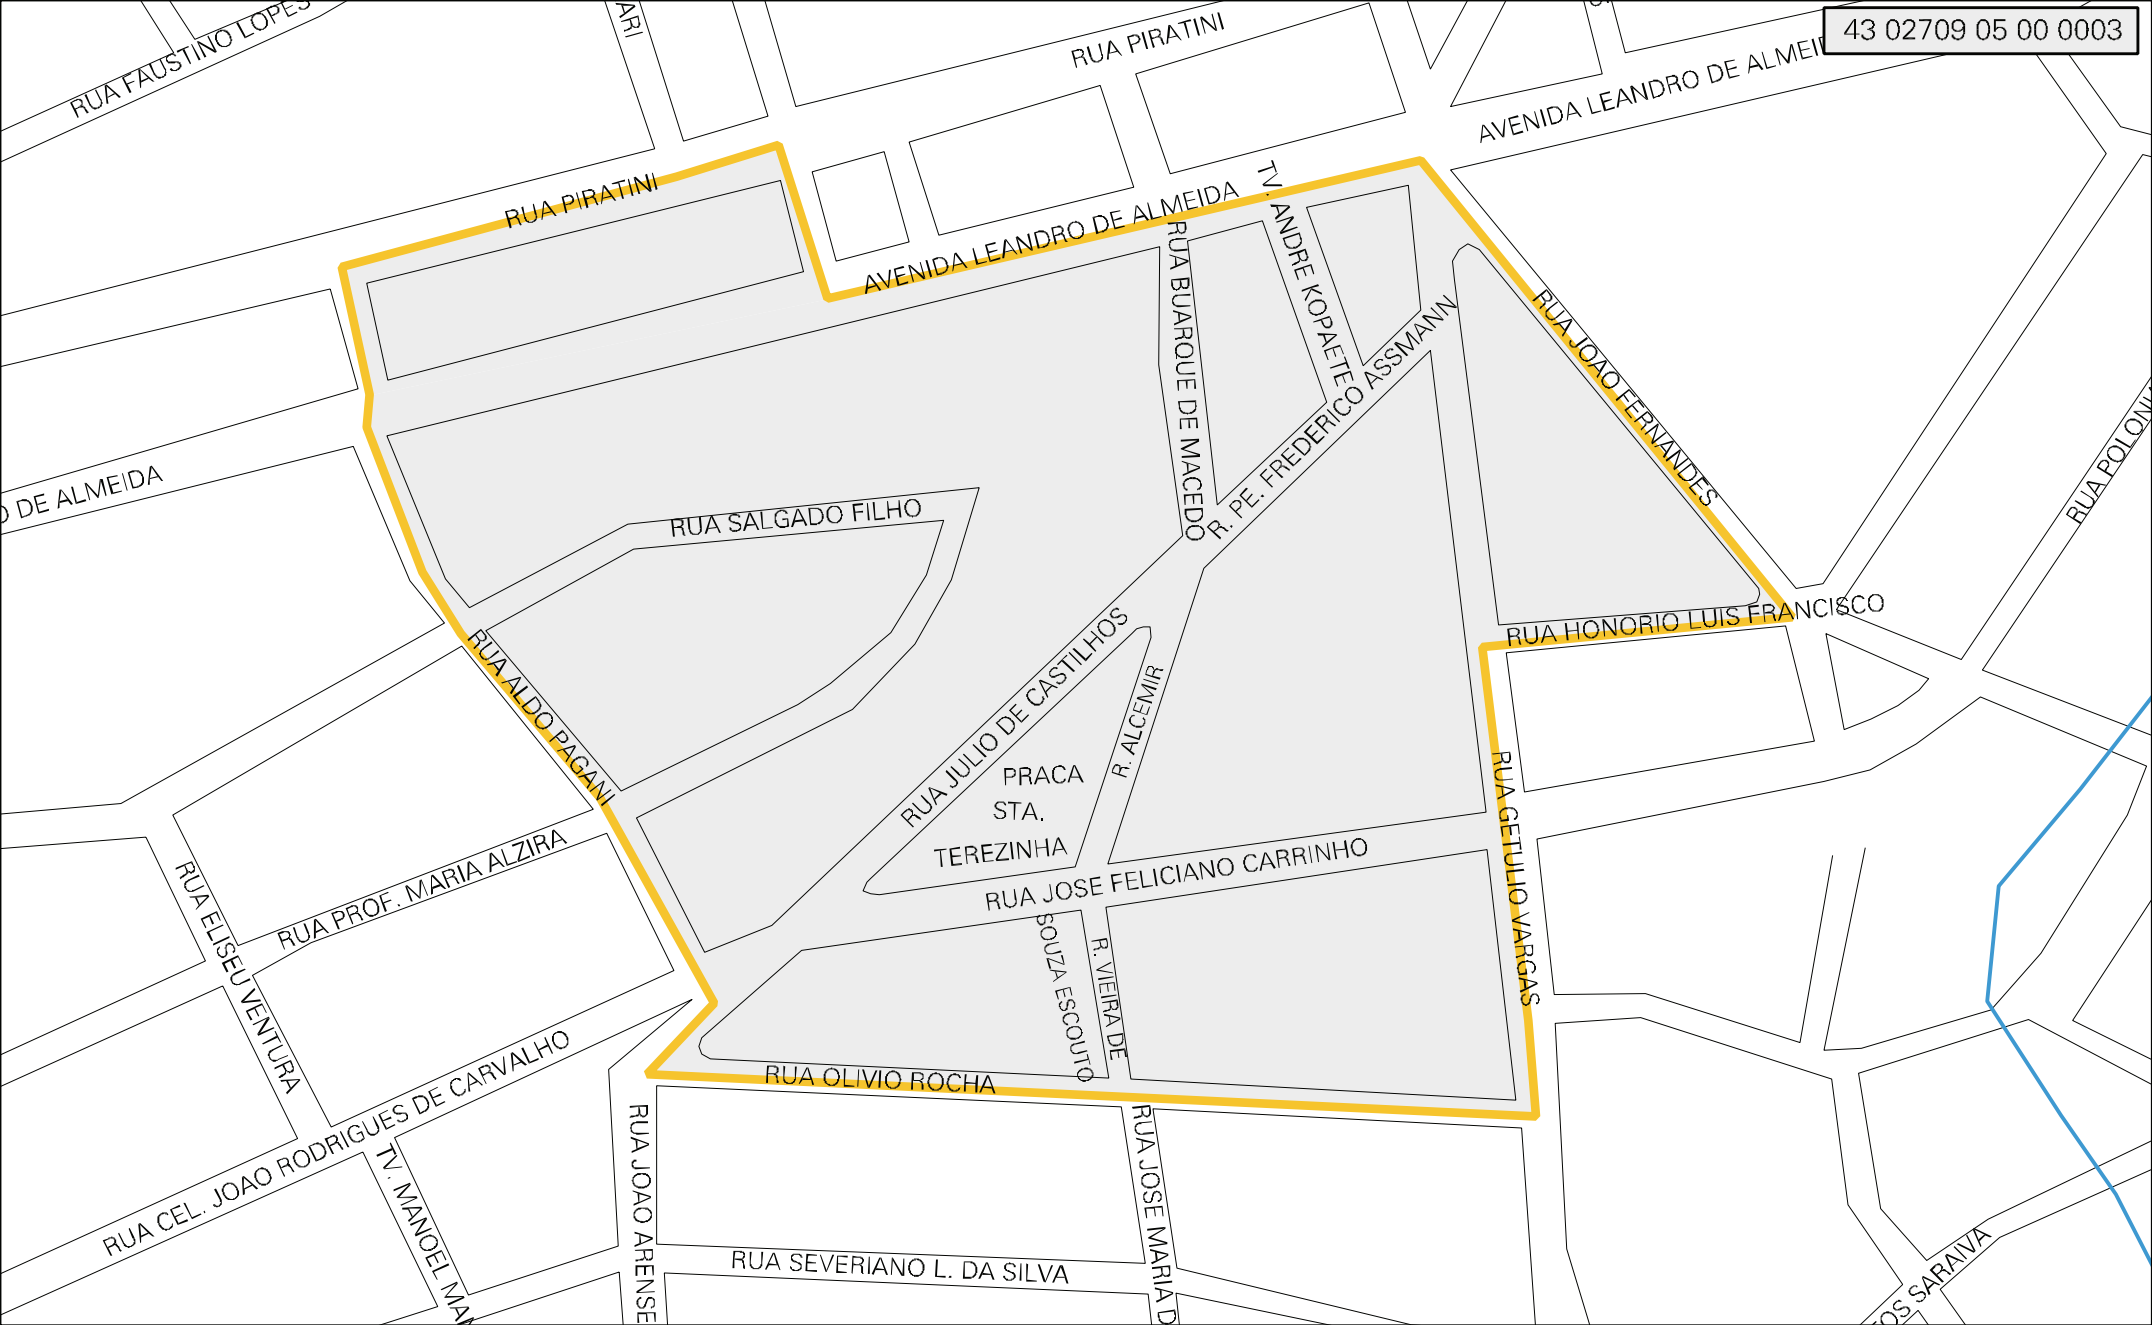 RUA FAUSTINO LOPES
ARI
RUA PIRATINI
43 02709 05 00 0003
AVENIDA LEANDRO DE ALMEI
RUA PIRATINI
AVENIDA LEANDRO DE ALMEIDA
TV. ANDRE KOPAETE
RUA BUARQUE DE MACEDO
R. PE. FREDERICO ASSMANN
RUA JOAO FERNANDES
RUA POLONI
O DE ALMEIDA
RUA SALGADO FILHO
RUA HONORIO LUIS FRANCISCO
RUA ALDO PAGANI
RUA JULIO DE CASTILHOS
R. ALCEMIR
PRACA
STA.
TEREZINHA
RUA GETULIO VARGAS
RUA PROF. MARIA ALZIRA
RUA ELISEU VENTURA
RUA JOSE FELICIANO CARRINHO
R. VIEIRA DE
SOUZA ESCOUTO
RUA OLIVIO ROCHA
RUA CEL. JOAO RODRIGUES DE CARVALHO
TV. MANOEL MA
RUA JOAO ARENSE
RUA JOSE MARIA D
RUA SEVERIANO L. DA SILVA
OS SARAIVA